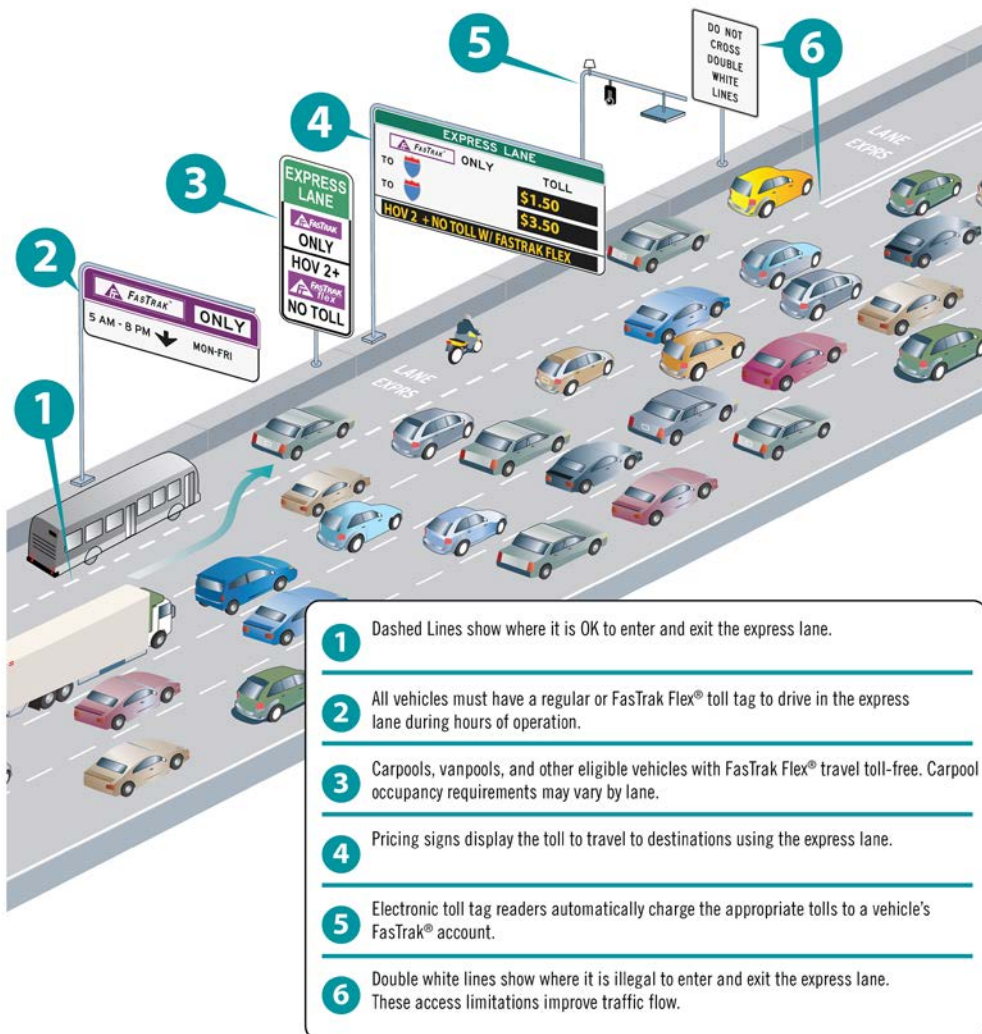 5
6
DO NOT
CROSS
DOUBLE
WHITE
LINES
4
EXPRESS LANE
FASTRAK™ ONLY
TO
TOLL
$1.50
TO
$3.50
HOV 2 + NO TOLL W/ FASTRAK FLEX
LANE
EXPRS
3
EXPRESS
LANE
FASTRAK
ONLY
HOV 2+
FASTRAK
flex
NO TOLL
2
FASTRAK™ ONLY
5 AM - 8 PM MON-FRI
LANE
EXPRS
1
1 Dashed Lines show where it is OK to enter and exit the express lane.
2 All vehicles must have a regular or FasTrak Flex® toll tag to drive in the express
lane during hours of operation.
3 Carpools, vanpools, and other eligible vehicles with FasTrak Flex® travel toll-free. Carpool
occupancy requirements may vary by lane.
4 Pricing signs display the toll to travel to destinations using the express lane.
5 Electronic toll tag readers automatically charge the appropriate tolls to a vehicle's
FasTrak® account.
6 Double white lines show where it is illegal to enter and exit the express lane.
These access limitations improve traffic flow.